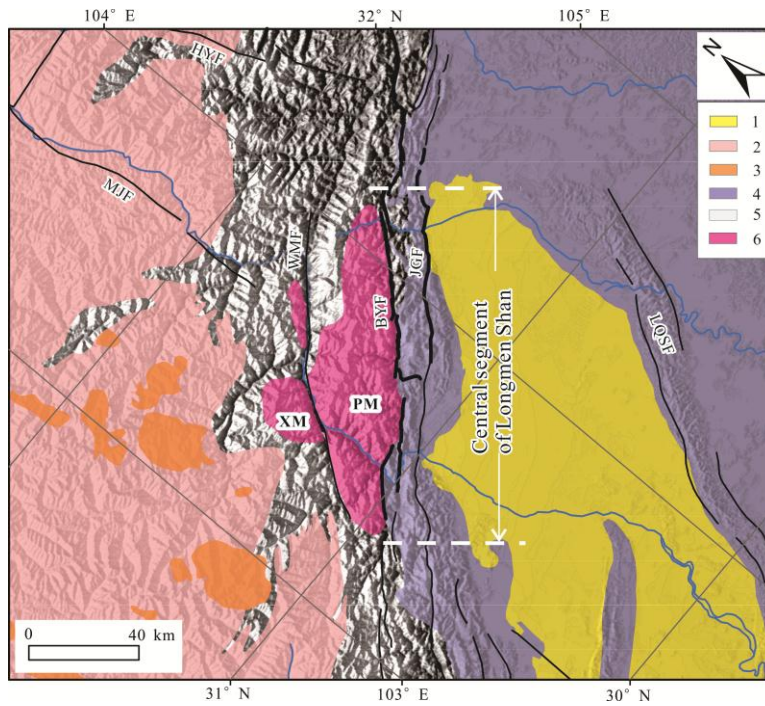 104° E
32° N
105° E
N
HYF
1
2
3
4
5
6
MJF
WMF
BYF
JGF
LQSF
Central segment
of Longmen Shan
XM
PM
0
40 km
31° N
103° E
30° N